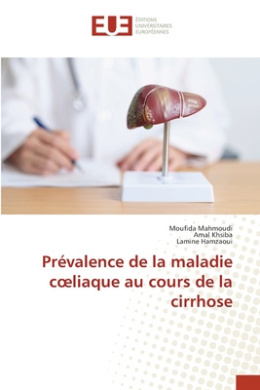 EUE
ÉDITIONS
UNIVERSITAIRES
EUROPÉENNES
Moufida Mahmoudi
Amal Khsiba
Lamine Hamzaoui
Prévalence de la maladie
cœliaque au cours de la
cirrhose